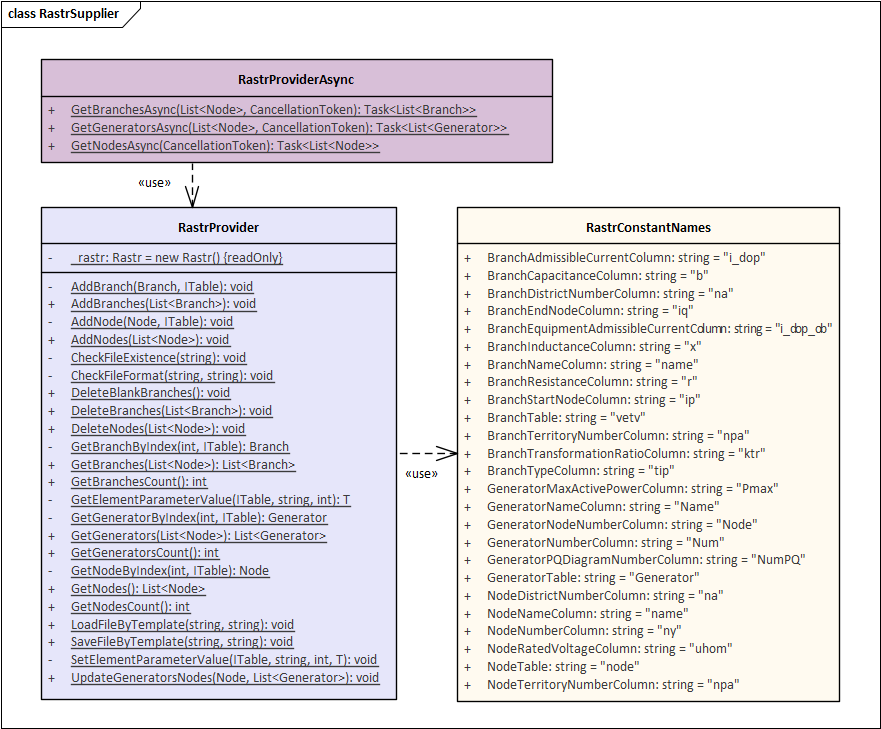 class RastrSupplier
RastrProviderAsync
+ GetBranchesAsync(List<Node>, CancellationToken): Task<List<Branch>>
+ GetGeneratorsAsync(List<Node>, CancellationToken): Task<List<Generator>>
+ GetNodesAsync(CancellationToken): Task<List<Node>>
«use»
RastrProvider
- _rastr: Rastr = new Rastr() {readOnly}
- AddBranch(Branch, ITable): void
+ AddBranches(List<Branch>): void
- AddNode(Node, ITable): void
+ AddNodes(List<Node>): void
- CheckFileExistence(string): void
- CheckFileFormat(string, string): void
+ DeleteBlankBranches(): void
+ DeleteBranches(List<Branch>): void
+ DeleteNodes(List<Node>): void
- GetBranchByIndex(int, ITable): Branch
+ GetBranches(List<Node>): List<Branch>
+ GetBranchesCount(): int
- GetElementParameterValue(ITable, string, int): T
- GetGeneratorByIndex(int, ITable): Generator
+ GetGenerators(List<Node>): List<Generator>
+ GetGeneratorsCount(): int
- GetNodeByIndex(int, ITable): Node
+ GetNodes(): List<Node>
+ GetNodesCount(): int
+ LoadFileByTemplate(string, string): void
+ SaveFileByTemplate(string, string): void
- SetElementParameterValue(ITable, string, int, T): void
+ UpdateGeneratorsNodes(Node, List<Generator>): void
«use»
RastrConstantNames
+ BranchAdmissibleCurrentColumn: string = "i_dop"
+ BranchCapacitanceColumn: string = "b"
+ BranchDistrictNumberColumn: string = "na"
+ BranchEndNodeColumn: string = "iq"
+ BranchEquipmentAdmissibleCurrentColumn: string = "i_dop_ob"
+ BranchInductanceColumn: string = "x"
+ BranchNameColumn: string = "name"
+ BranchResistanceColumn: string = "r"
+ BranchStartNodeColumn: string = "ip"
+ BranchTable: string = "vetv"
+ BranchTerritoryNumberColumn: string = "npa"
+ BranchTransformationRatioColumn: string = "ktr"
+ BranchTypeColumn: string = "tip"
+ GeneratorMaxActivePowerColumn: string = "Pmax"
+ GeneratorNameColumn: string = "Name"
+ GeneratorNodeNumberColumn: string = "Node"
+ GeneratorNumberColumn: string = "Num"
+ GeneratorPQDiagramNumberColumn: string = "NumPQ"
+ GeneratorTable: string = "Generator"
+ NodeDistrictNumberColumn: string = "na"
+ NodeNameColumn: string = "name"
+ NodeNumberColumn: string = "ny"
+ NodeRatedVoltageColumn: string = "uhom"
+ NodeTable: string = "node"
+ NodeTerritoryNumberColumn: string = "npa"